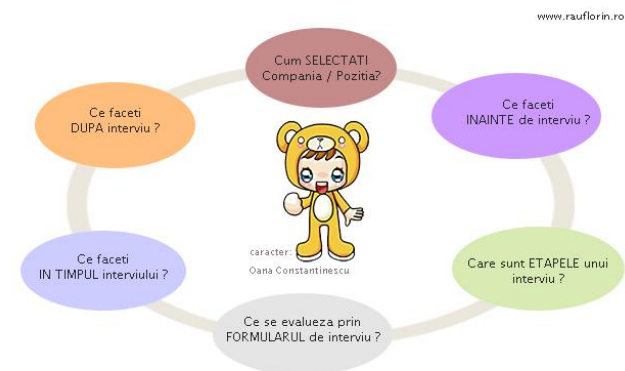 www.rauflorin.ro
Cum SELECTATI
Compania / Pozitia?
Ce faceti
INAINTE de interviu ?
Care sunt ETAPELE unui
interviu ?
Ce se evalueza prin
FORMULARUL de interviu ?
Ce faceti
IN TIMPUL interviului ?
Ce faceti
DUPA interviu ?
caracter:
Oana Constantinescu